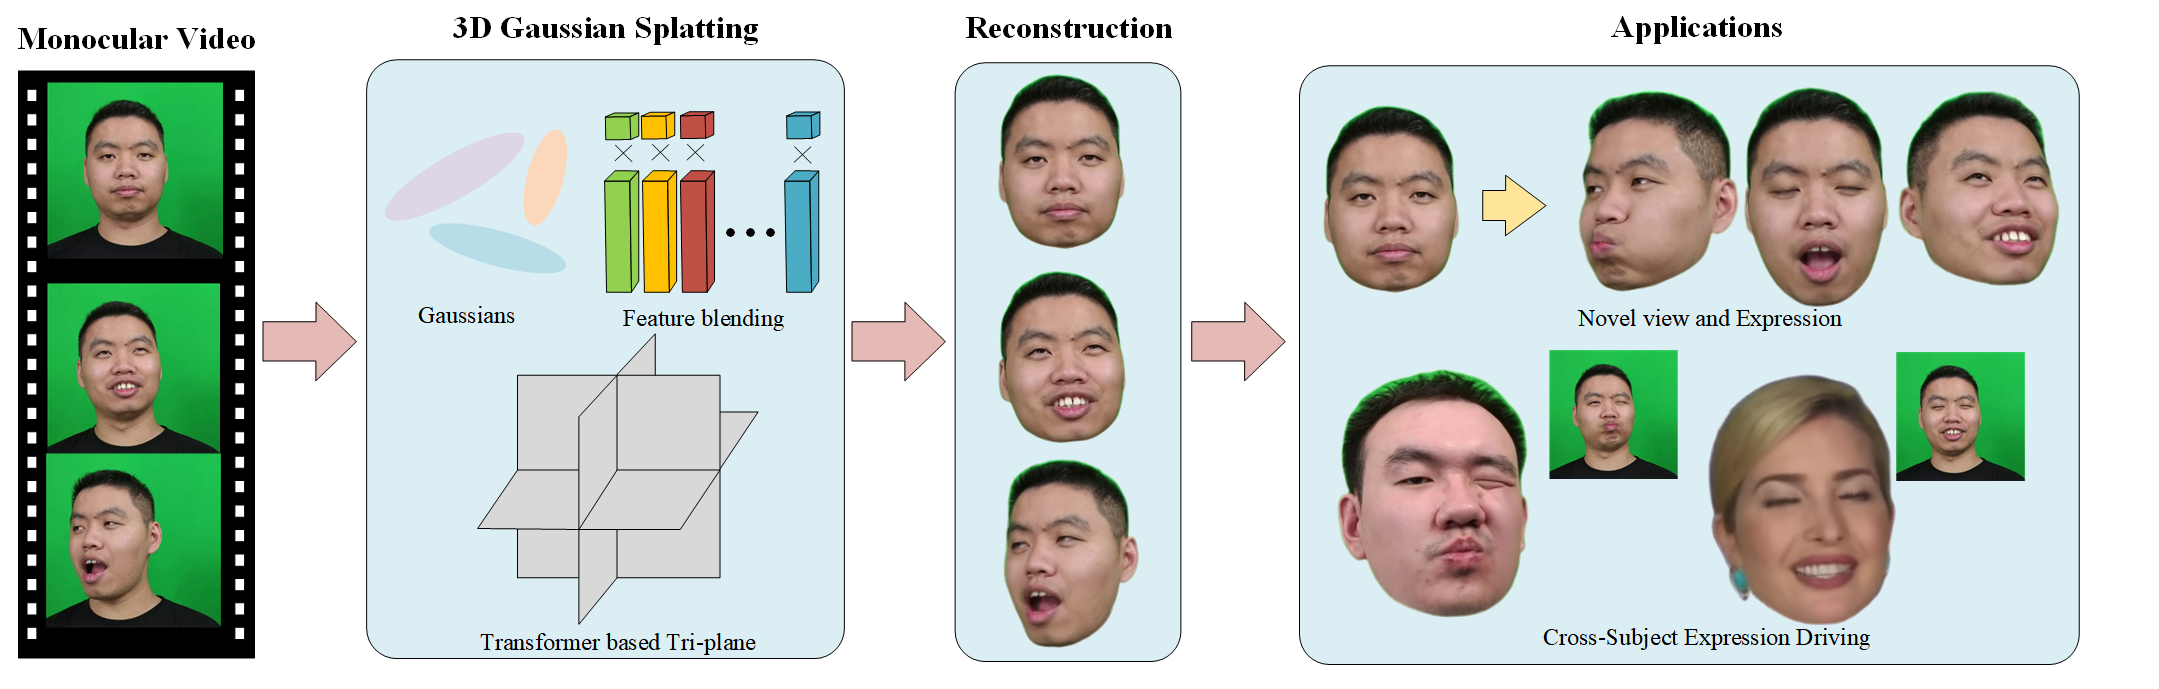 Monocular Video
3D Gaussian Splatting
Reconstruction
Applications
Gaussians
Feature blending
Transformer based Tri-plane
Novel view and Expression
Cross-Subject Expression Driving